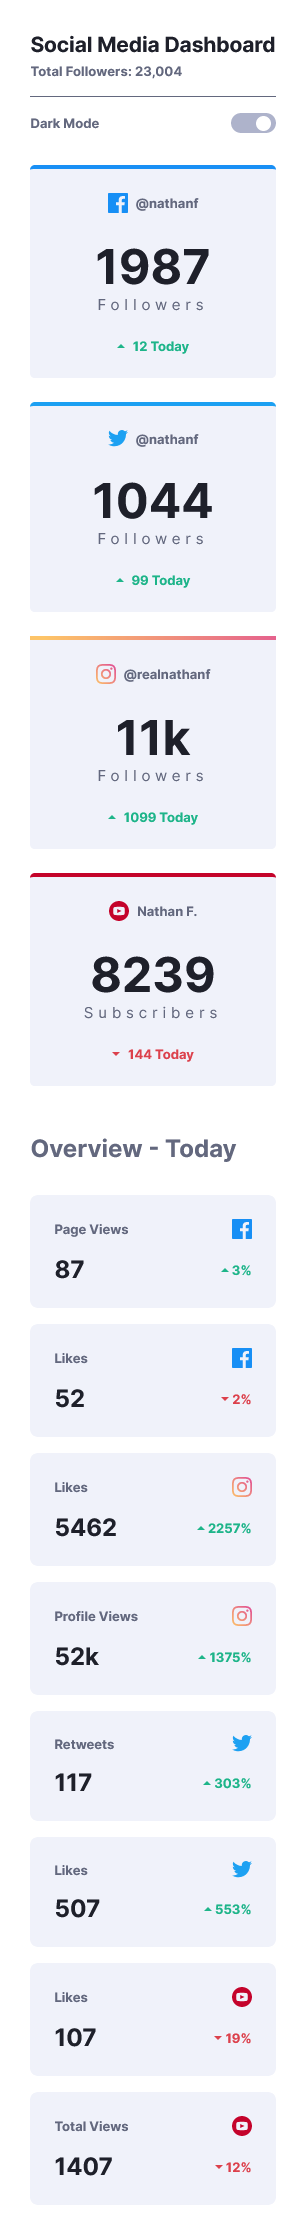 Social Media Dashboard
Total Followers: 23,004
Dark Mode
@nathanf
1987
Followers
12 Today
@nathanf
1044
Followers
99 Today
@realnathanf
11k
Followers
1099 Today
Nathan F.
8239
Subscribers
144 Today
Overview - Today
Page Views
87
3%
Likes
52
2%
Likes
5462
2257%
Profile Views
52k
1375%
Retweets
117
303%
Likes
507
553%
Likes
107
19%
Total Views
1407
12%